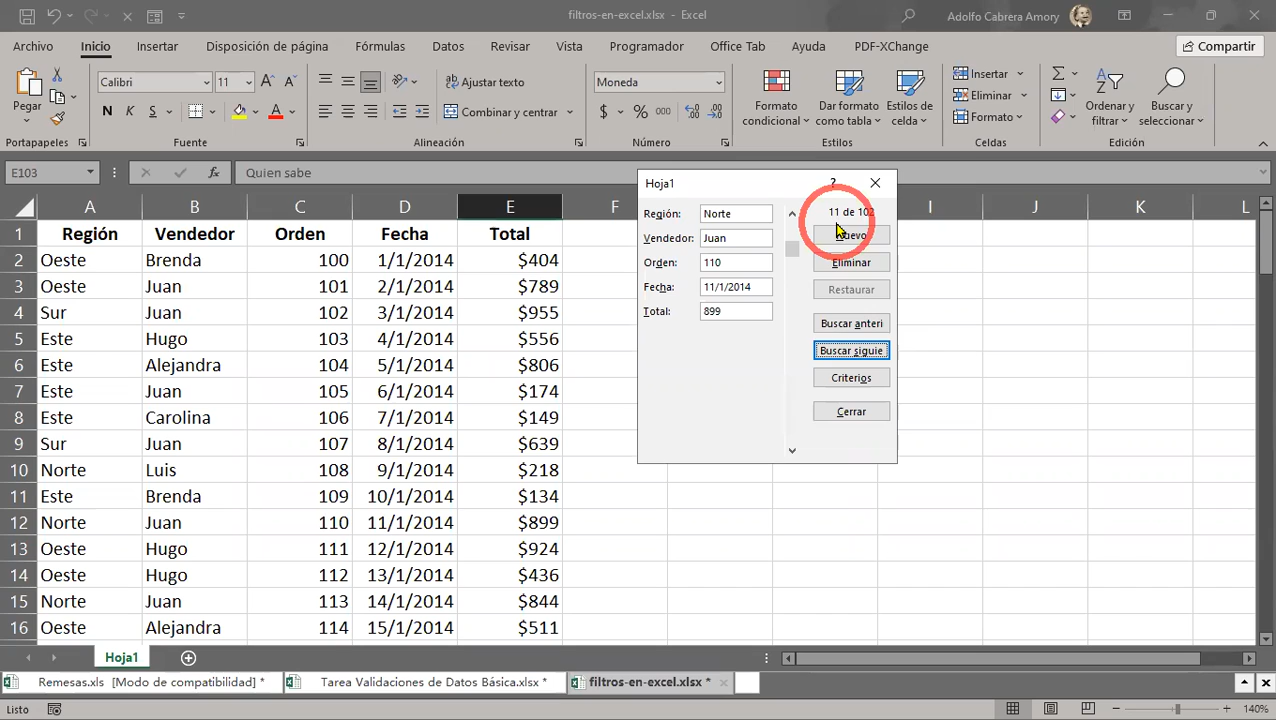 filtros-en-excel.xlsx - Excel
Adolfo Cabrera Amory
Archivo Inicio Insertar Disposición de página Fórmulas Datos Revisar Vista Programador Office Tab Ayuda PDF-XChange Compartir
Pegar
Calibri 11
N K S
Fuente
Ajustar texto
Combinar y centrar
Alineación
Moneda
$ % 000
Número
Formato condicional
Dar formato como tabla
Estilos de celda
Estilos
Insertar
Eliminar
Formato
Celdas
Ordenar y filtrar
Buscar y seleccionar
Edición
E103 fx Quien sabe
A B C D E F I J K L
1 Región Vendedor Orden Fecha Total
2 Oeste Brenda 100 1/1/2014 $404
3 Oeste Juan 101 2/1/2014 $789
4 Sur Juan 102 3/1/2014 $955
5 Este Hugo 103 4/1/2014 $556
6 Este Alejandra 104 5/1/2014 $806
7 Este Juan 105 6/1/2014 $174
8 Este Carolina 106 7/1/2014 $149
9 Sur Juan 107 8/1/2014 $639
10 Norte Luis 108 9/1/2014 $218
11 Este Brenda 109 10/1/2014 $134
12 Norte Juan 110 11/1/2014 $899
13 Oeste Hugo 111 12/1/2014 $924
14 Oeste Hugo 112 13/1/2014 $436
15 Norte Juan 113 14/1/2014 $844
16 Oeste Alejandra 114 15/1/2014 $511
Hoja1 ?
Región: Norte
Vendedor: Juan
Orden: 110
Fecha: 11/1/2014
Total: 899
11 de 102
Nuevo
Eliminar
Restaurar
Buscar anteri
Buscar siguie
Criterios
Cerrar
Hoja1
Remesas.xls [Modo de compatibilidad] *
Tarea Validaciones de Datos Básica.xlsx *
filtros-en-excel.xlsx *
Listo
140%